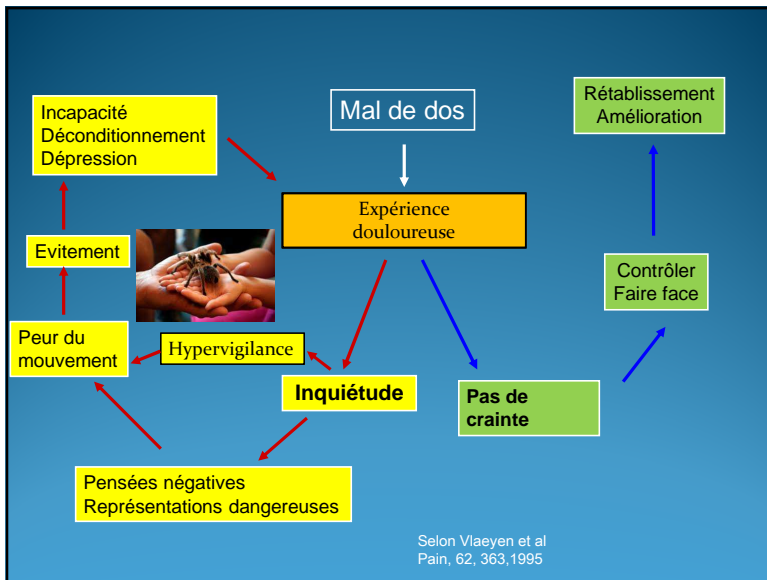 Mal de dos
Expérience
douloureuse
Incapacité
Déconditionnement
Dépression
Evitement
Peur du
mouvement
Hypervigilance
Inquiétude
Pensées négatives
Représentations dangereuses
Pas de
crainte
Contrôler
Faire face
Rétablissement
Amélioration
Selon Vlaeyen et al
Pain, 62, 363,1995